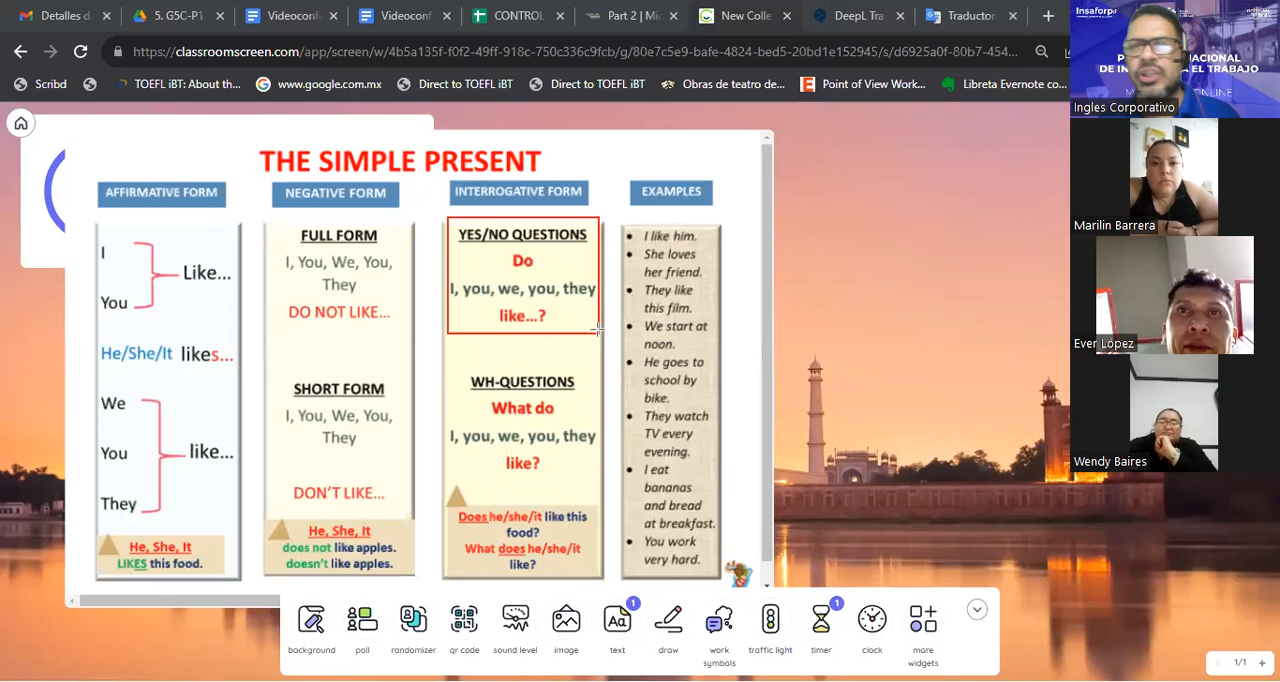 Detalles d
5. G5C-P1
Videoconf
Videoconf
CONTROL
Part 2 | Mi
New Colle
DeepL Tra
Traductor
https://classroomscreen.com/app/screen/w/4b5a135f-f0f2-49ff-918c-750c336c9fcb/g/80e7c5e9-bafe-4824-bed5-20bd1e152945/s/d6925a0f-80b7-454...
Scribd
TOEFL iBT: About th...
www.google.com.mx
Direct to TOEFL iBT
Direct to TOEFL iBT
Obras de teatro de...
Point of View Work...
Libreta Evernote co...
THE SIMPLE PRESENT
AFFIRMATIVE FORM
I
Like...
You
He/She/It likes...
We
You
like...
They
He, She, It
LIKES this food.
NEGATIVE FORM
FULL FORM
I, You, We, You,
They
DO NOT LIKE...
SHORT FORM
I, You, We, You,
They
DON'T LIKE...
He, She, It
does not like apples.
doesn't like apples.
INTERROGATIVE FORM
YES/NO QUESTIONS
Do
I, you, we, you, they
like...?
WH-QUESTIONS
What do
I, you, we, you, they
like?
Does he/she/it like this
food?
What does he/she/it
like?
EXAMPLES
• I like him.
• She loves
her friend.
• They like
this film.
• We start at
noon.
• He goes to
school by
bike.
• They watch
TV every
evening.
• I eat
bananas
and bread
at breakfast.
• You work
very hard.
background
poll
randomizer
qr code
sound level
image
1
text
draw
work
symbols
traffic light
1
timer
clock
more
widgets
1/1
Insaforp
NACIONAL
DE IN EL TRABAJO
ONLINE
Ingles Corporativo
Marilin Barrera
Ever López
Wendy Baires